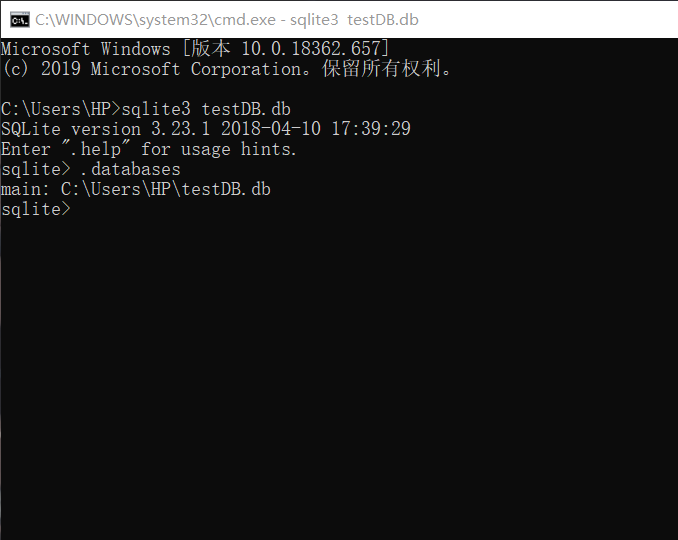 C:\WINDOWS\system32\cmd.exe - sqlite3 testDB.db
Microsoft Windows [版本 10.0.18362.657]
(c) 2019 Microsoft Corporation。保留所有权利。
C:\Users\HP>sqlite3 testDB.db
SQLite version 3.23.1 2018-04-10 17:39:29
Enter ".help" for usage hints.
sqlite> .databases
main: C:\Users\HP\testDB.db
sqlite>